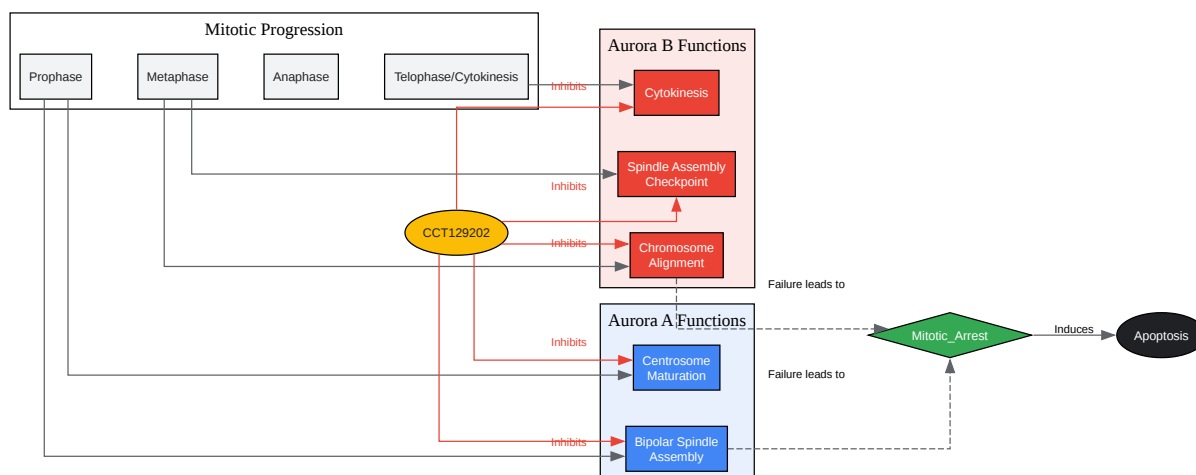 Mitotic Progression
Prophase
Metaphase
Anaphase
Telophase/Cytokinesis
Aurora B Functions
Inhibits
Cytokinesis
Spindle Assembly
Checkpoint
Inhibits
CCT129202
Inhibits
Chromosome
Alignment
Failure leads to
Aurora A Functions
Mitotic_Arrest
Induces
Apoptosis
Inhibits
Centrosome
Maturation
Failure leads to
Inhibits
Bipolar Spindle
Assembly